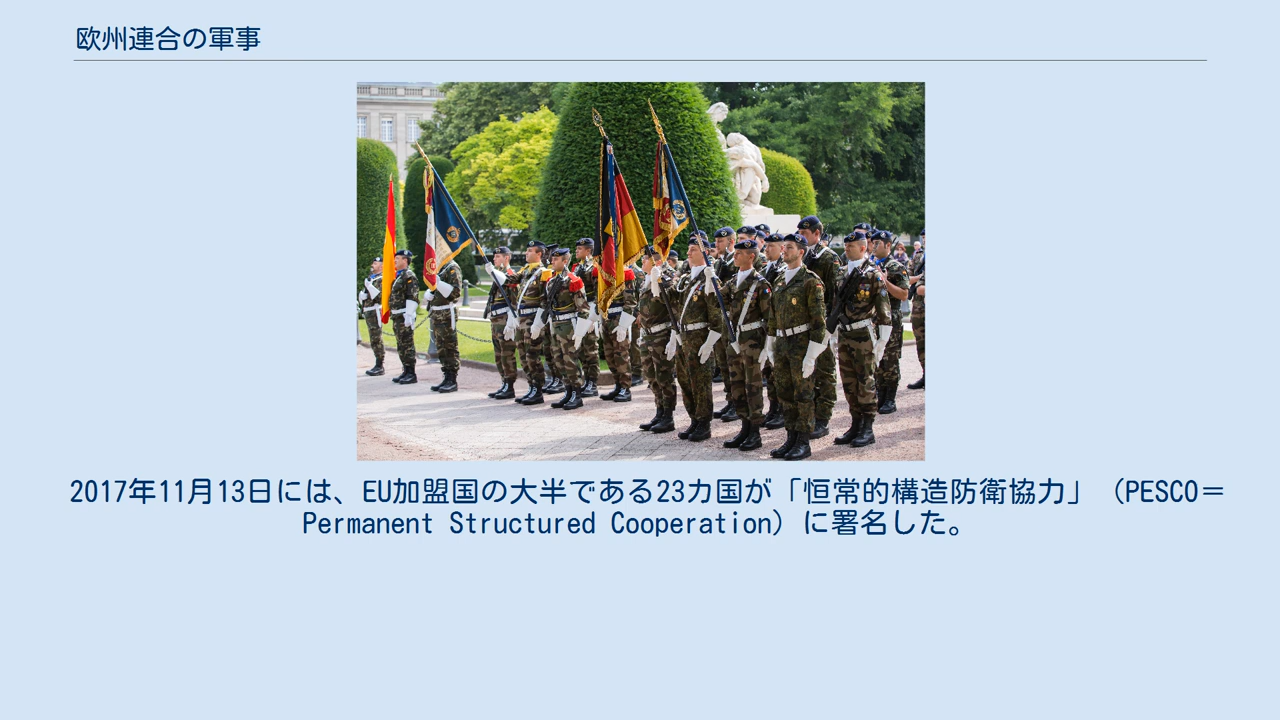 欧州連合の軍事
2017年11月13日には、EU加盟国の大半である23カ国が「恒常的構造防衛協力」（PESCO＝
Permanent Structured Cooperation）に署名した。